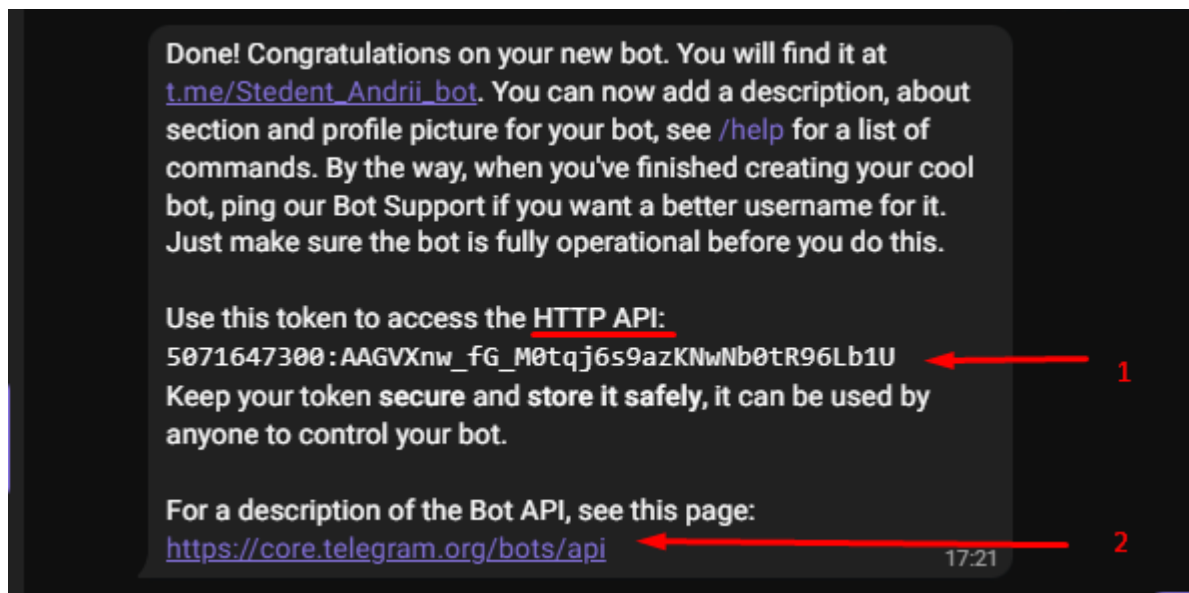 Done! Congratulations on your new bot. You will find it at
t.me/Stedent_Andrii_bot. You can now add a description, about
section and profile picture for your bot, see /help for a list of
commands. By the way, when you've finished creating your cool
bot, ping our Bot Support if you want a better username for it.
Just make sure the bot is fully operational before you do this.
Use this token to access the HTTP API:
5071647300:AAGVXnw_fG_M0tqj6s9azKNwNb0tR96Lb1U
1
Keep your token secure and store it safely, it can be used by
anyone to control your bot.
For a description of the Bot API, see this page:
https://core.telegram.org/bots/api
2
17:21